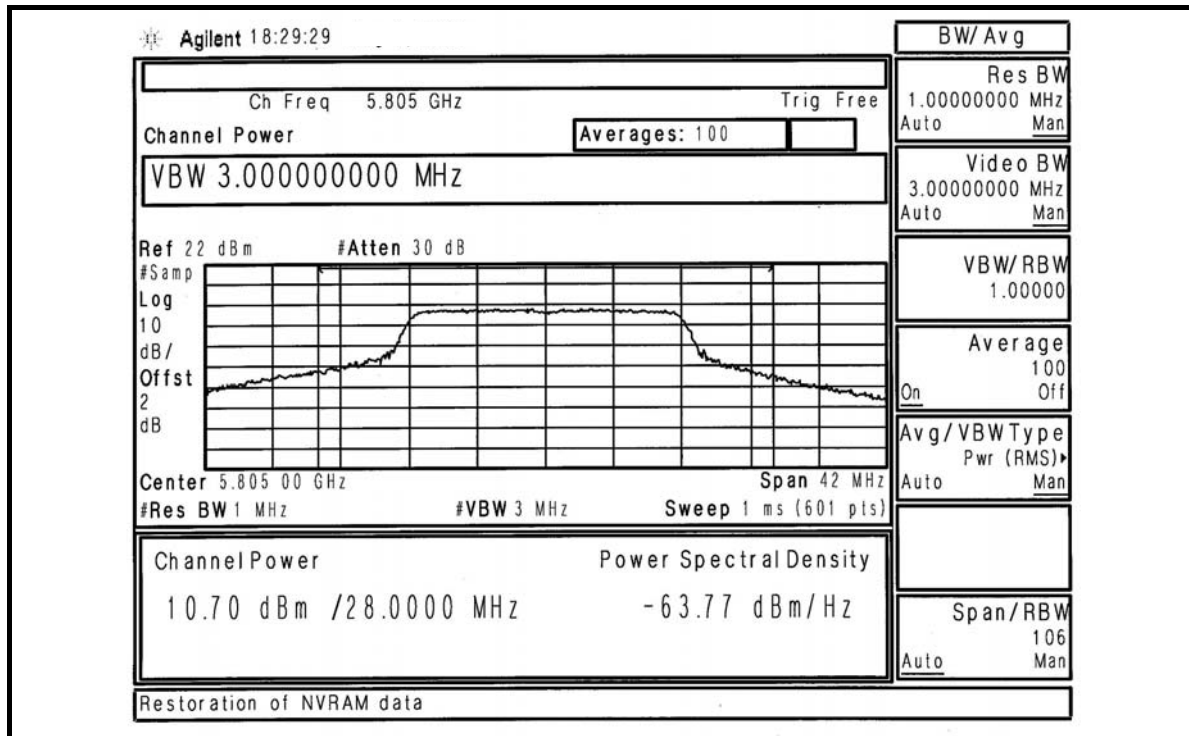 Agilent 18:29:29
BW/Avg
Ch Freq 5.805 GHz
Trig Free
Channel Power
Averages: 100
VBW 3.000000000 MHz
Ref 22 dBm
#Atten 30 dB
#Samp
Log
10
dB/
Offst
2
dB
Center 5.805 00 GHz
Span 42 MHz
#Res BW 1 MHz
#VBW 3 MHz
Sweep 1 ms (601 pts)
Channel Power
Power Spectral Density
10.70 dBm /28.0000 MHz
-63.77 dBm/Hz
Restoration of NVRAM data
Res BW
1.00000000 MHz
Auto Man
Video BW
3.00000000 MHz
Auto Man
VBW/RBW
1.00000
Average
100
On Off
Avg/VBW Type
Pwr (RMS)
Auto Man
Span/RBW
106
Auto Man